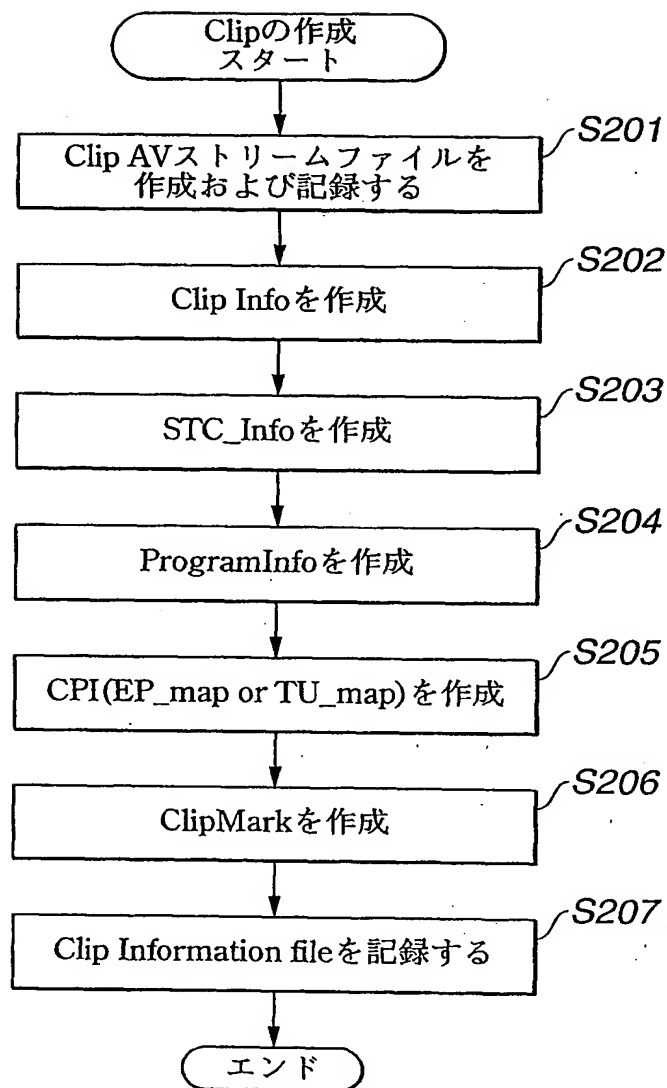 Clipの作成
スタート
S201
Clip AVストリームファイルを
作成および記録する
S202
Clip Infoを作成
S203
STC_Infoを作成
S204
ProgramInfoを作成
S205
CPI(EP_map or TU_map)を作成
S206
ClipMarkを作成
S207
Clip Information fileを記録する
エンド